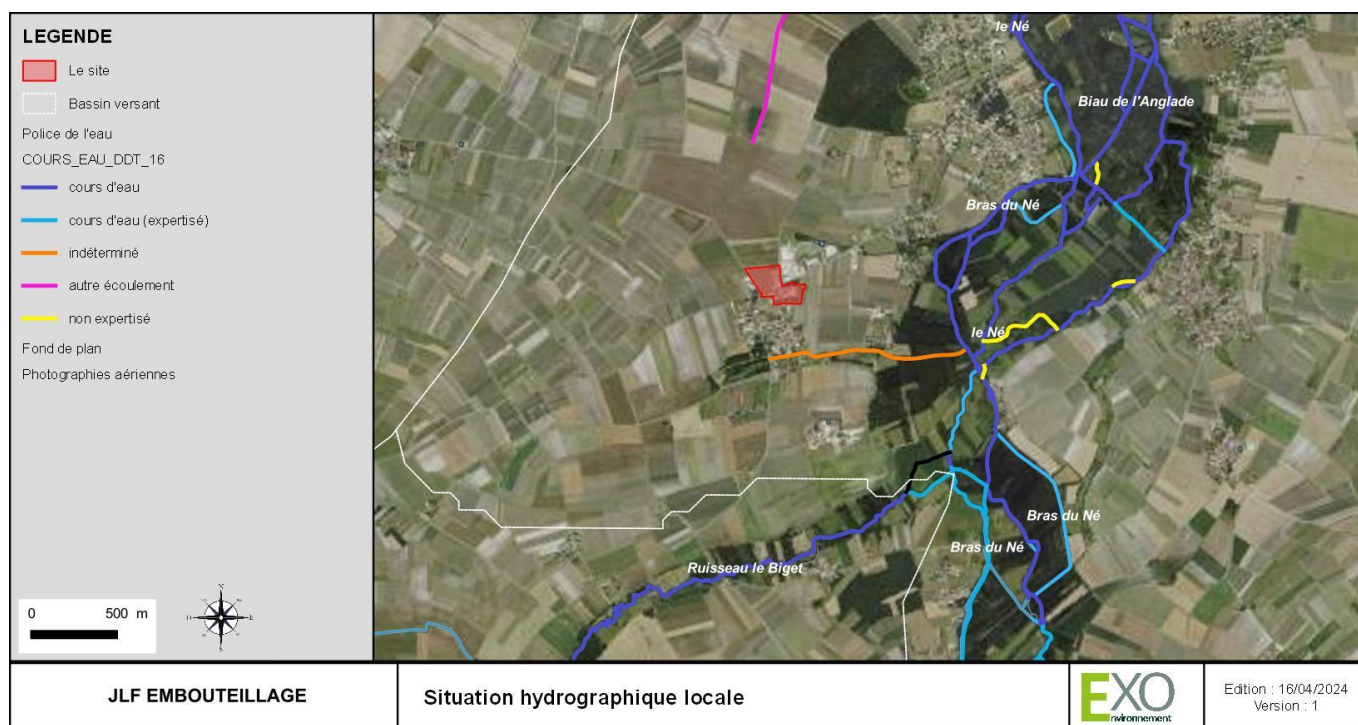 LEGENDE
Le site
Bassin versant
Police de l'eau
COURS_EAU_DDT_16
cours d'eau
cours d'eau (expertisé)
indéterminé
autre écoulement
non expertisé
Fond de plan
Photographies aériennes
0 500 m
N
S
le Né
Biau de l'Anglade
Bras du Né
le Né
Bras du Né
Bras du Né
Ruisseau le Biget
JLF EMBOUTEILLAGE
Situation hydrographique locale
EXO
nvironnement
Edition : 16/04/2024
Version : 1